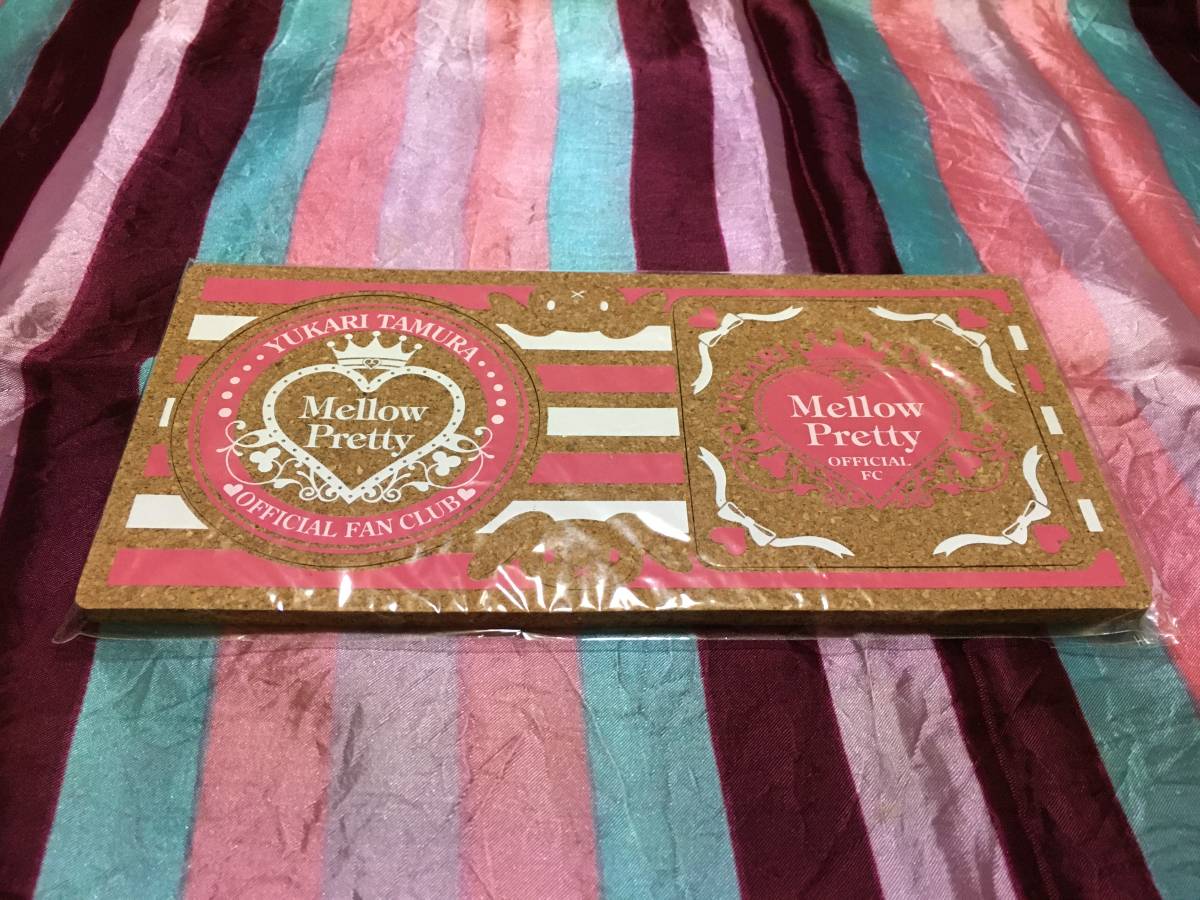 YUKARI TAMURA
Mellow
Pretty
OFFICIAL FAN CLUB
Mellow
Pretty
OFFICIAL
FC